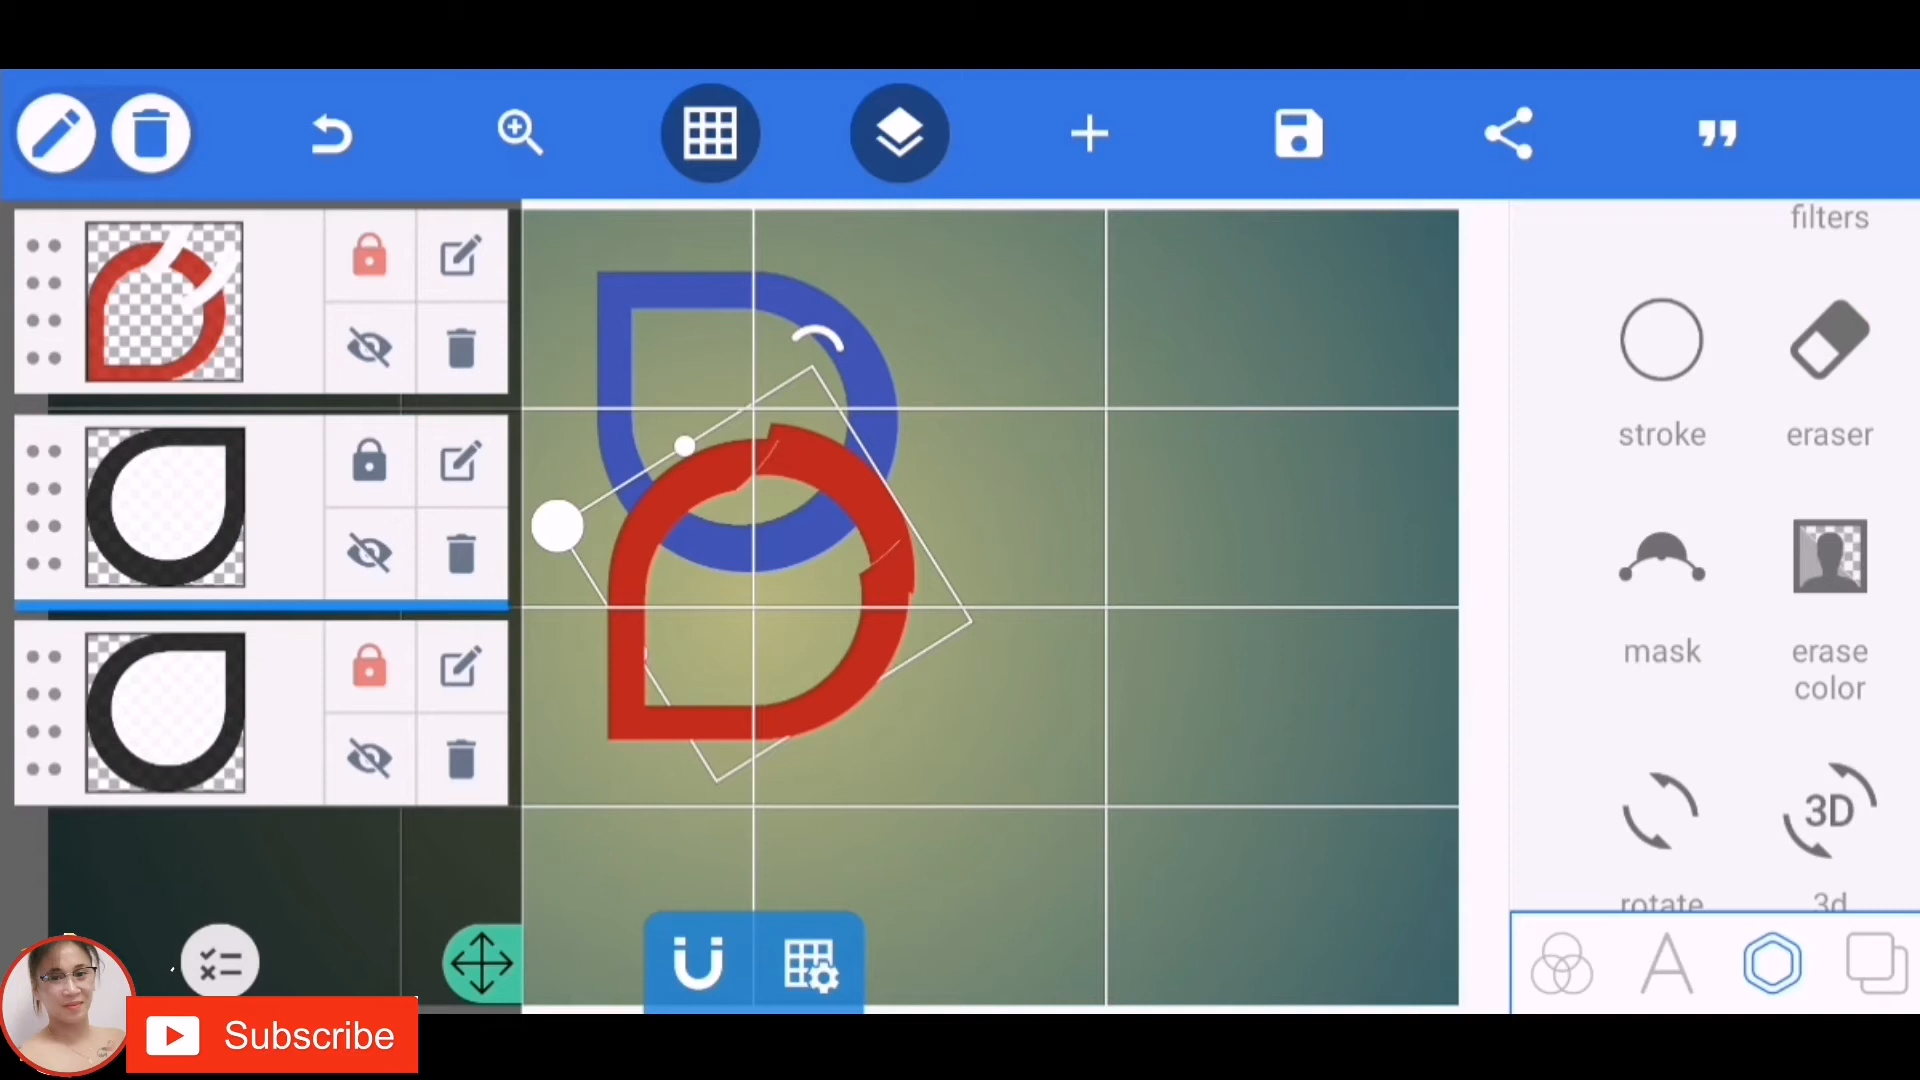 filters
stroke
eraser
mask
erase
color
3D
rotate
3d
Subscribe